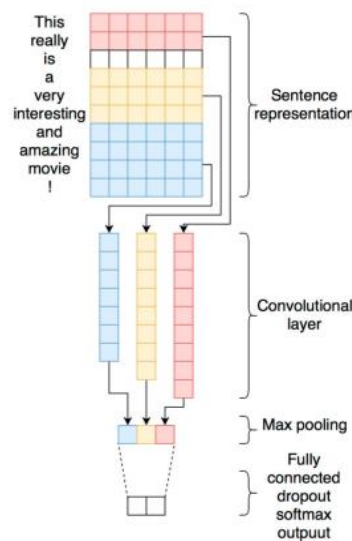 This
really
is
a
very
interesting
and
amazing
movie
!
Sentence
representation
Convolutional
layer
Max pooling
Fully
connected
dropout
softmax
outpuut